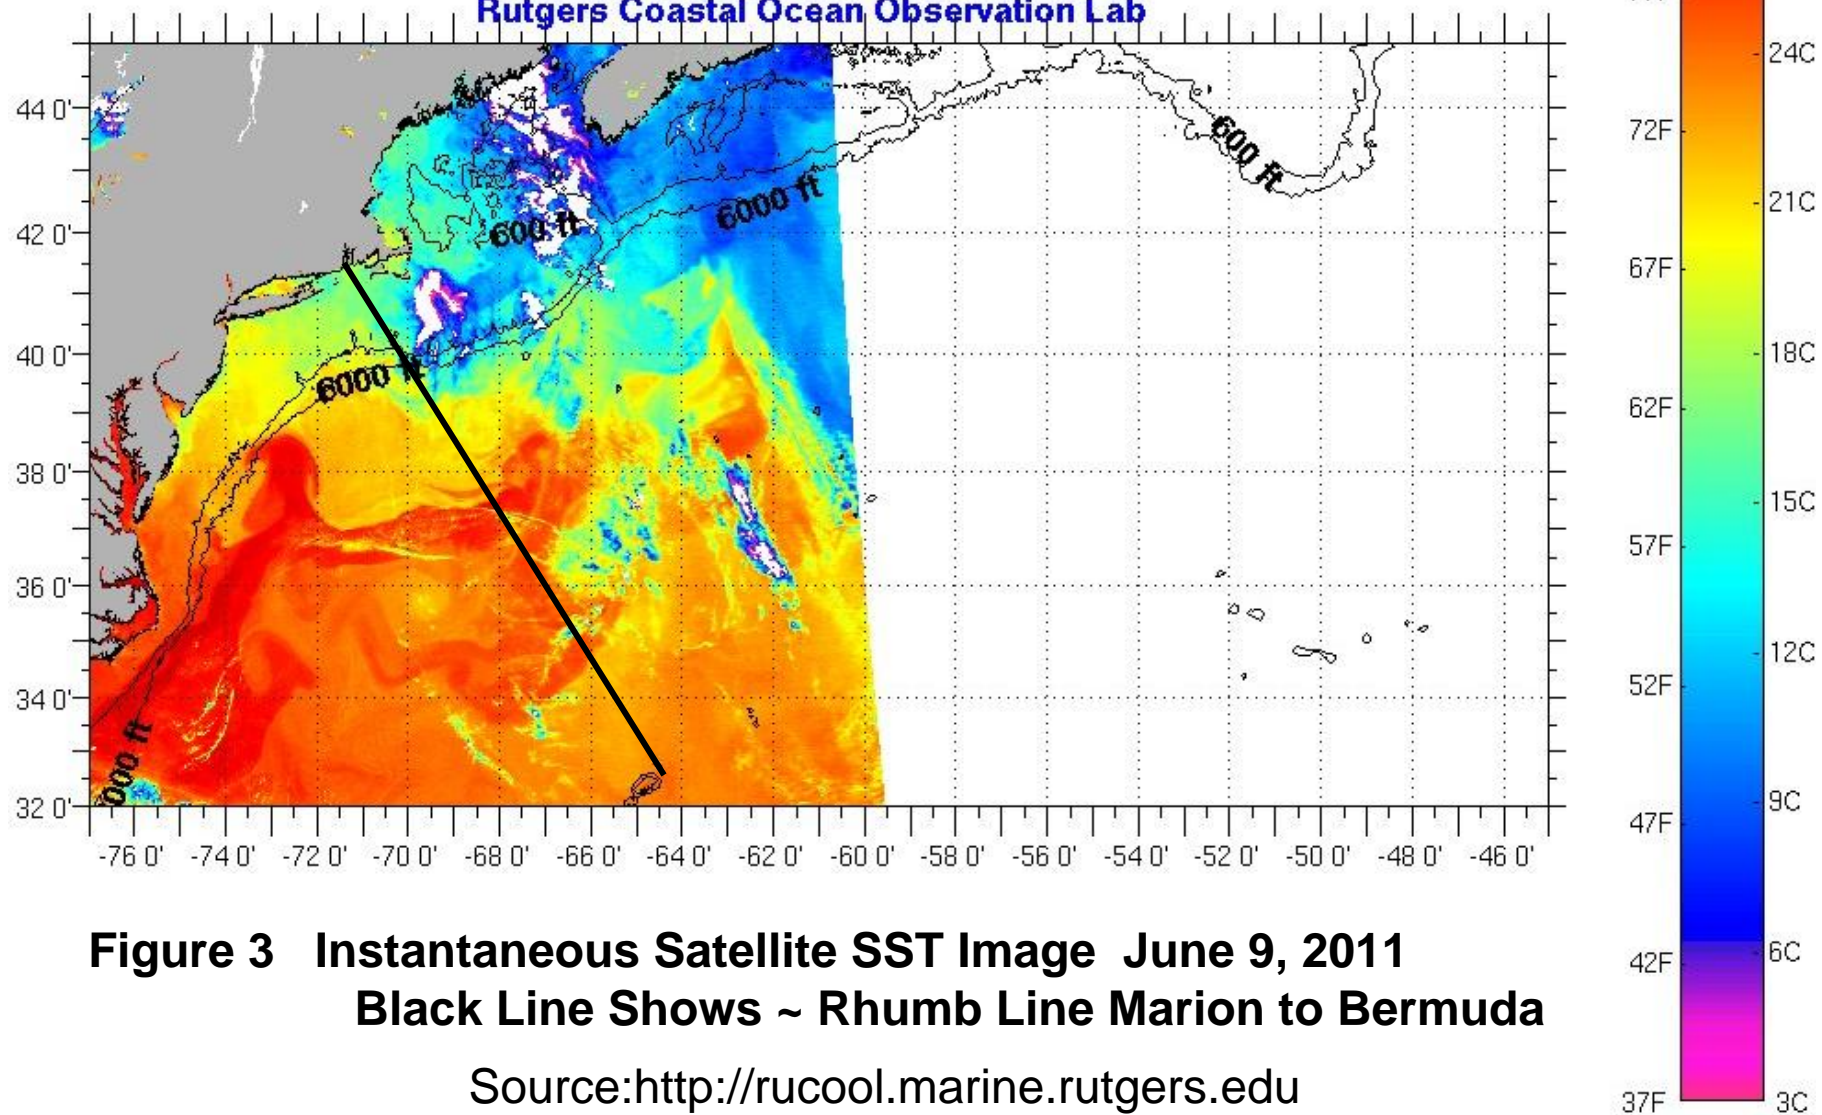 Rutgers Coastal Ocean Observation Lab
24C
44 0'
72F
600 ft
21C
6000 ft
42 0'
600 ft
67F
40 0'
18C
6000 ft
62F
38 0'
15C
57F
36 0'
12C
52F
34 0'
000 ft
32 0'
9C
47F
-76 0' -74 0' -72 0' -70 0' -68 0' -66 0' -64 0' -62 0' -60 0' -58 0' -56 0' -54 0' -52 0' -50 0' -48 0' -46 0'
Figure 3 Instantaneous Satellite SST Image June 9, 2011
42F
6C
Black Line Shows ~ Rhumb Line Marion to Bermuda
Source:http://rucool.marine.rutgers.edu
37F
3C